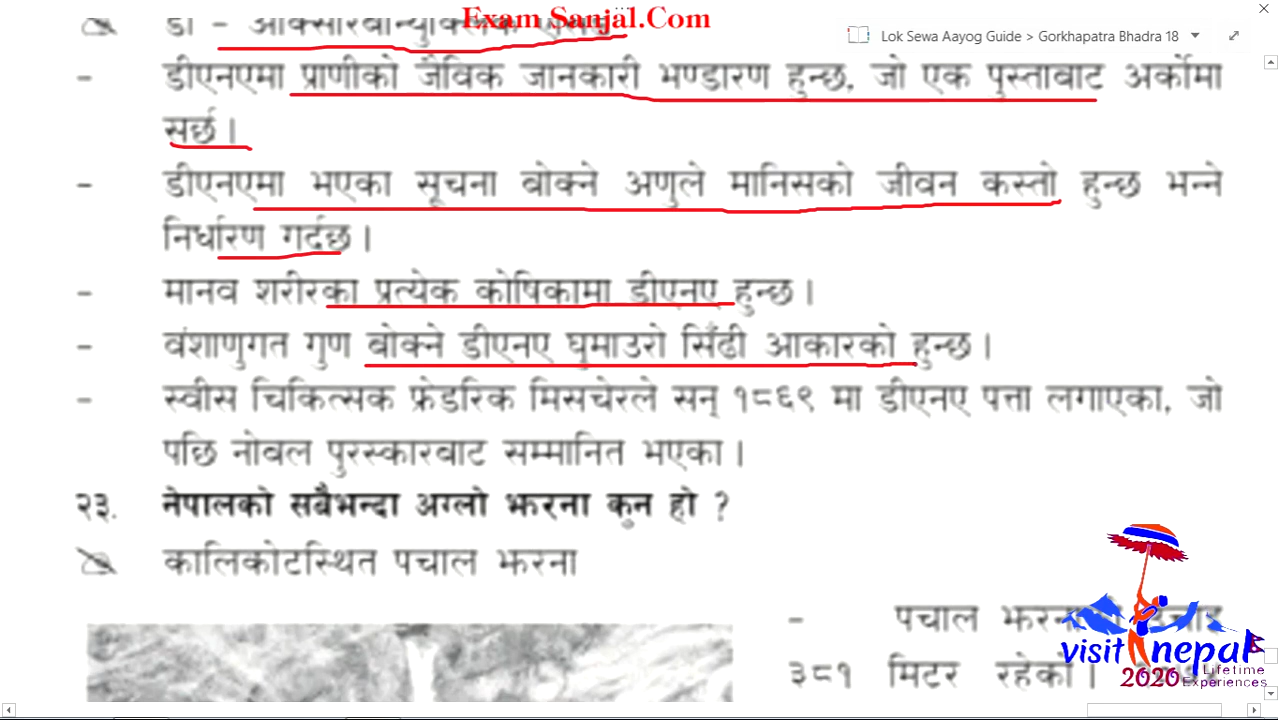 Exam Sanjal.Com
Lok Sewa Aayog Guide > Gorkhapatra Bhadra 18
डी -
- डीएनएमा प्राणीको जैविक जानकारी भण्डारण हुन्छ, जो एक पुस्ताबाट अर्कोमा
सर्छ।
- डीएनएमा भएका सूचना बोक्ने अणुले मानिसको जीवन कस्तो हुन्छ भन्ने
निर्धारण गर्दछ।
- मानव शरीरका प्रत्येक कोषिकामा डीएनए हुन्छ।
- वंशाणुगत गुण बोक्ने डीएनए घुमाउरो सिँढी आकारको हुन्छ।
- स्वीस चिकित्सक फ्रेडरिक मिसचेरले सन् १८६९ मा डीएनए पत्ता लगाएका, जो
पछि नोबल पुरस्कारबाट सम्मानित भएका।
२३. नेपालको सबैभन्दा अग्लो झरना कुन हो ?
कालिकोटस्थित पचाल झरना
- पचाल
३८१ मिटर रहेको।
visit nepal
2020 Lifetime
Experiences